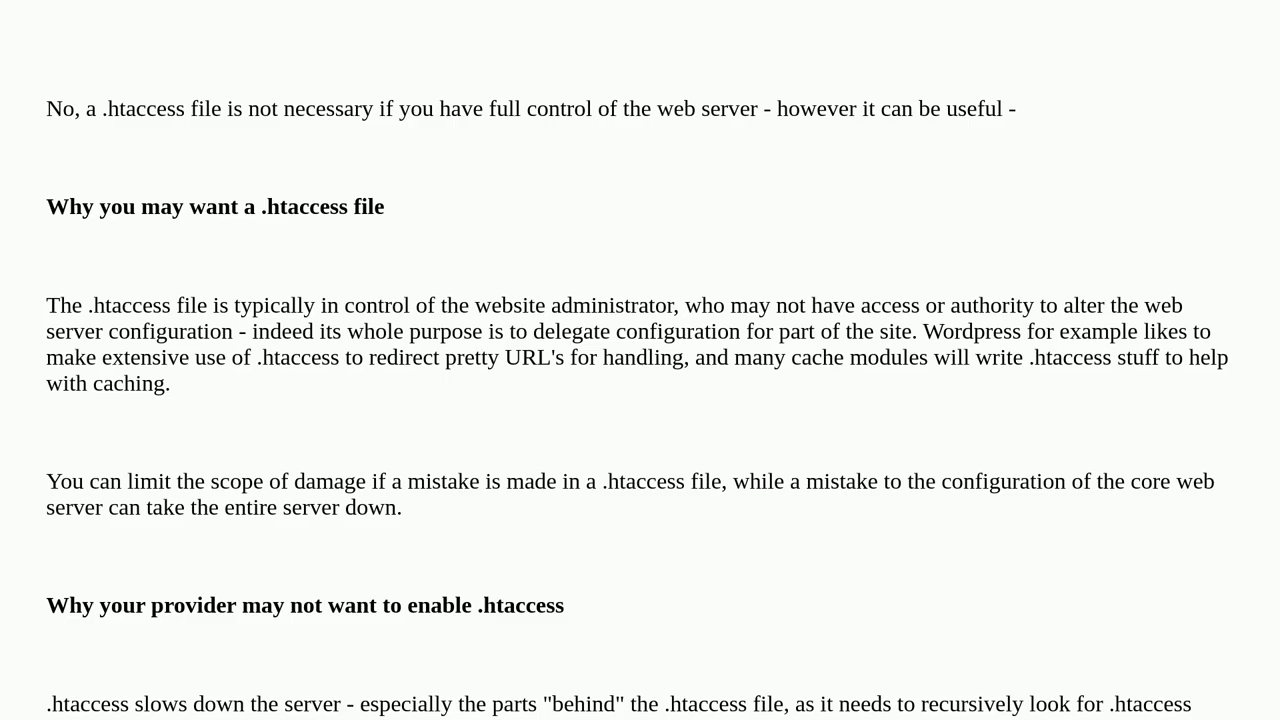 No, a .htaccess file is not necessary if you have full control of the web server - however it can be useful -
Why you may want a .htaccess file
The .htaccess file is typically in control of the website administrator, who may not have access or authority to alter the web
server configuration - indeed its whole purpose is to delegate configuration for part of the site. Wordpress for example likes to
make extensive use of .htaccess to redirect pretty URL's for handling, and many cache modules will write .htaccess stuff to help
with caching.
You can limit the scope of damage if a mistake is made in a .htaccess file, while a mistake to the configuration of the core web
server can take the entire server down.
Why your provider may not want to enable .htaccess
.htaccess slows down the server - especially the parts "behind" the .htaccess file, as it needs to recursively look for .htaccess